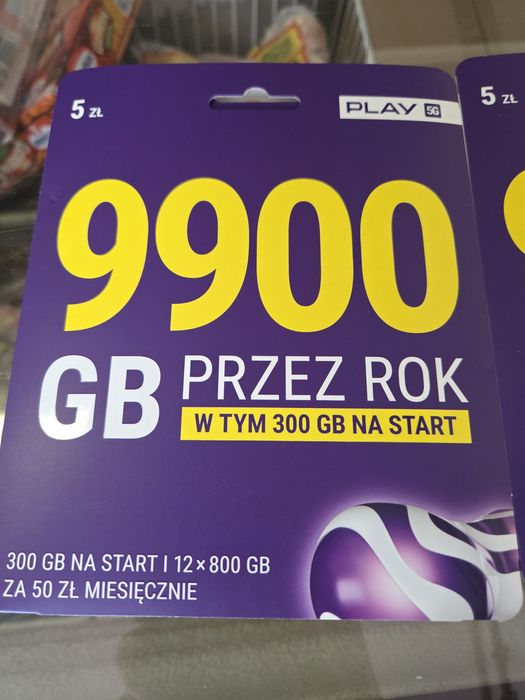 5 ZŁ
PLAY 5G
5 ZŁ
9900
GB PRZEZ ROK
W TYM 300 GB NA START
300 GB NA START I 12 × 800 GB
ZA 50 ZŁ MIESIĘCZNIE